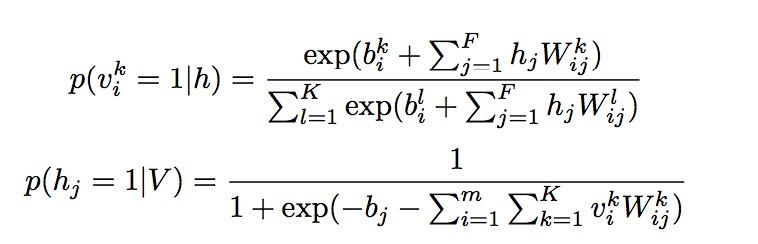 p(v_i^k = 1|h) = \frac{\exp(b_i^k + \sum_{j=1}^{F} h_j W_{ij}^k)}{\sum_{l=1}^{K} \exp(b_i^l + \sum_{j=1}^{F} h_j W_{ij}^l)}
p(h_j = 1|V) = \frac{1}{1 + \exp(-b_j - \sum_{i=1}^{m} \sum_{k=1}^{K} v_i^k W_{ij}^k)}